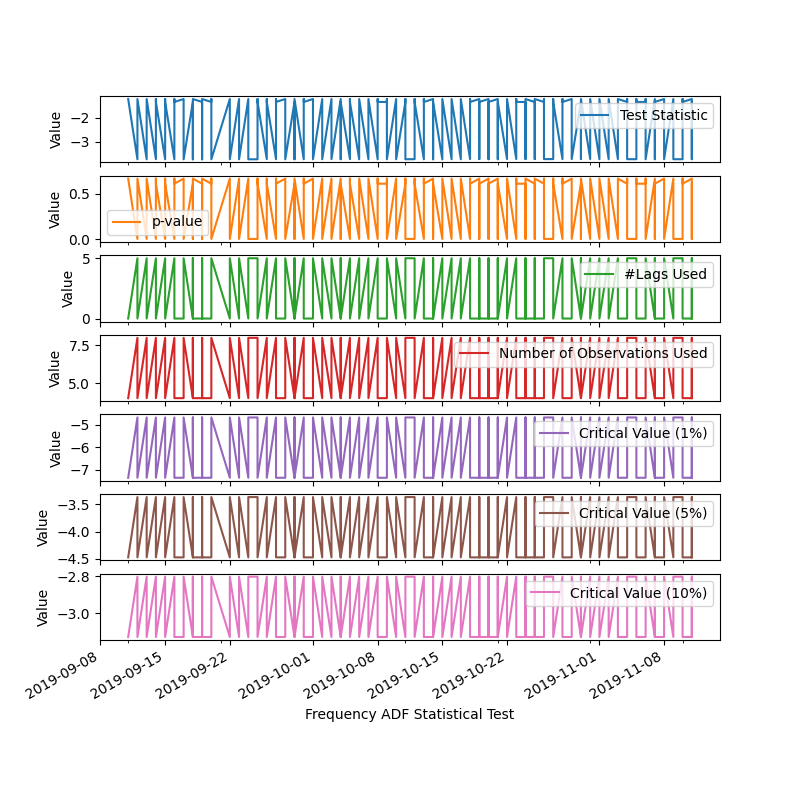 Value
−2
−3
Test Statistic
Value
0.5
0.0
p-value
Value
5
0
#Lags Used
Value
7.5
5.0
Number of Observations Used
Value
−5
−6
−7
Critical Value (1%)
Value
−3.5
−4.0
−4.5
Critical Value (5%)
Value
−2.8
−3.0
Critical Value (10%)
2019-09-08
2019-09-15
2019-09-22
2019-10-01
2019-10-08
2019-10-15
2019-10-22
2019-11-01
2019-11-08
Frequency ADF Statistical Test